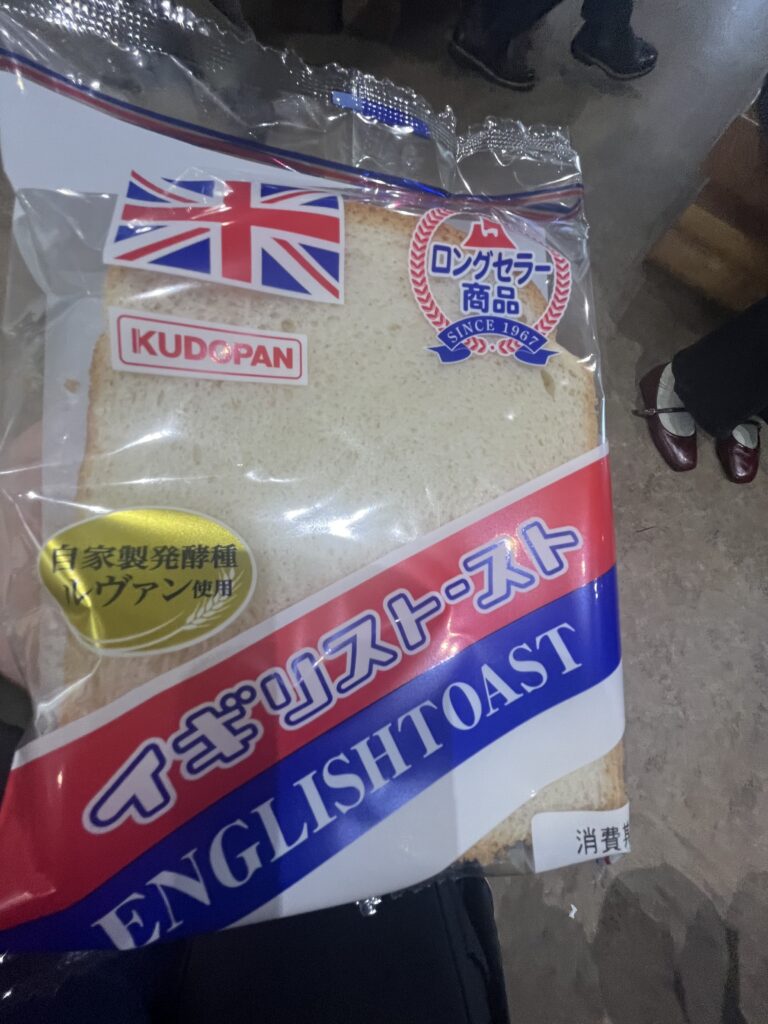 ロングセラー
商品
SINCE 1967
KUDOPAN
自家製発酵種
ルヴァン使用
イギリストースト
ENGLISHTOAST
消費